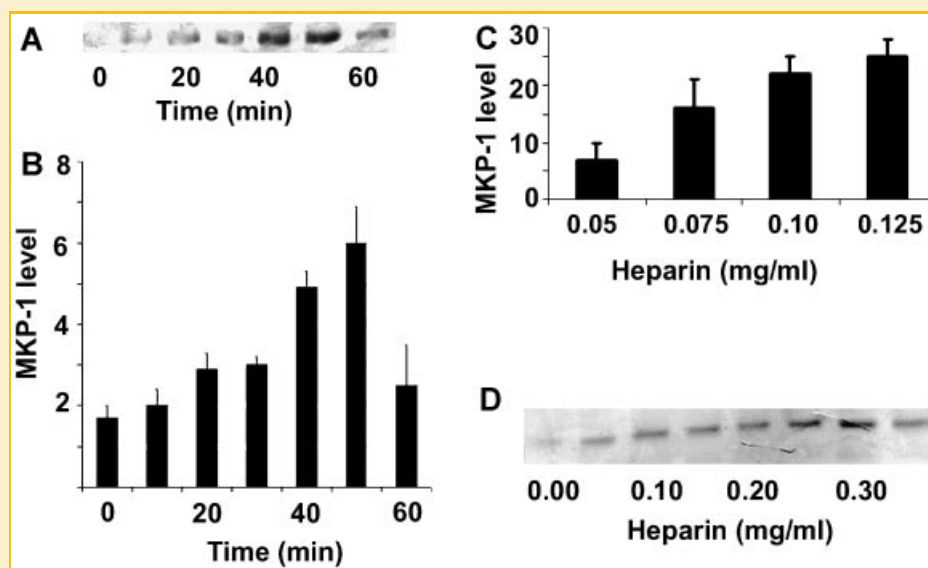 A
0 20 40 60
Time (min)
B
8
6
4
2
MKP-1 level
0 20 40 60
Time (min)
C
30
20
10
0
MKP-1 level
0.05 0.075 0.10 0.125
Heparin (mg/ml)
D
0.00 0.10 0.20 0.30
Heparin (mg/ml)